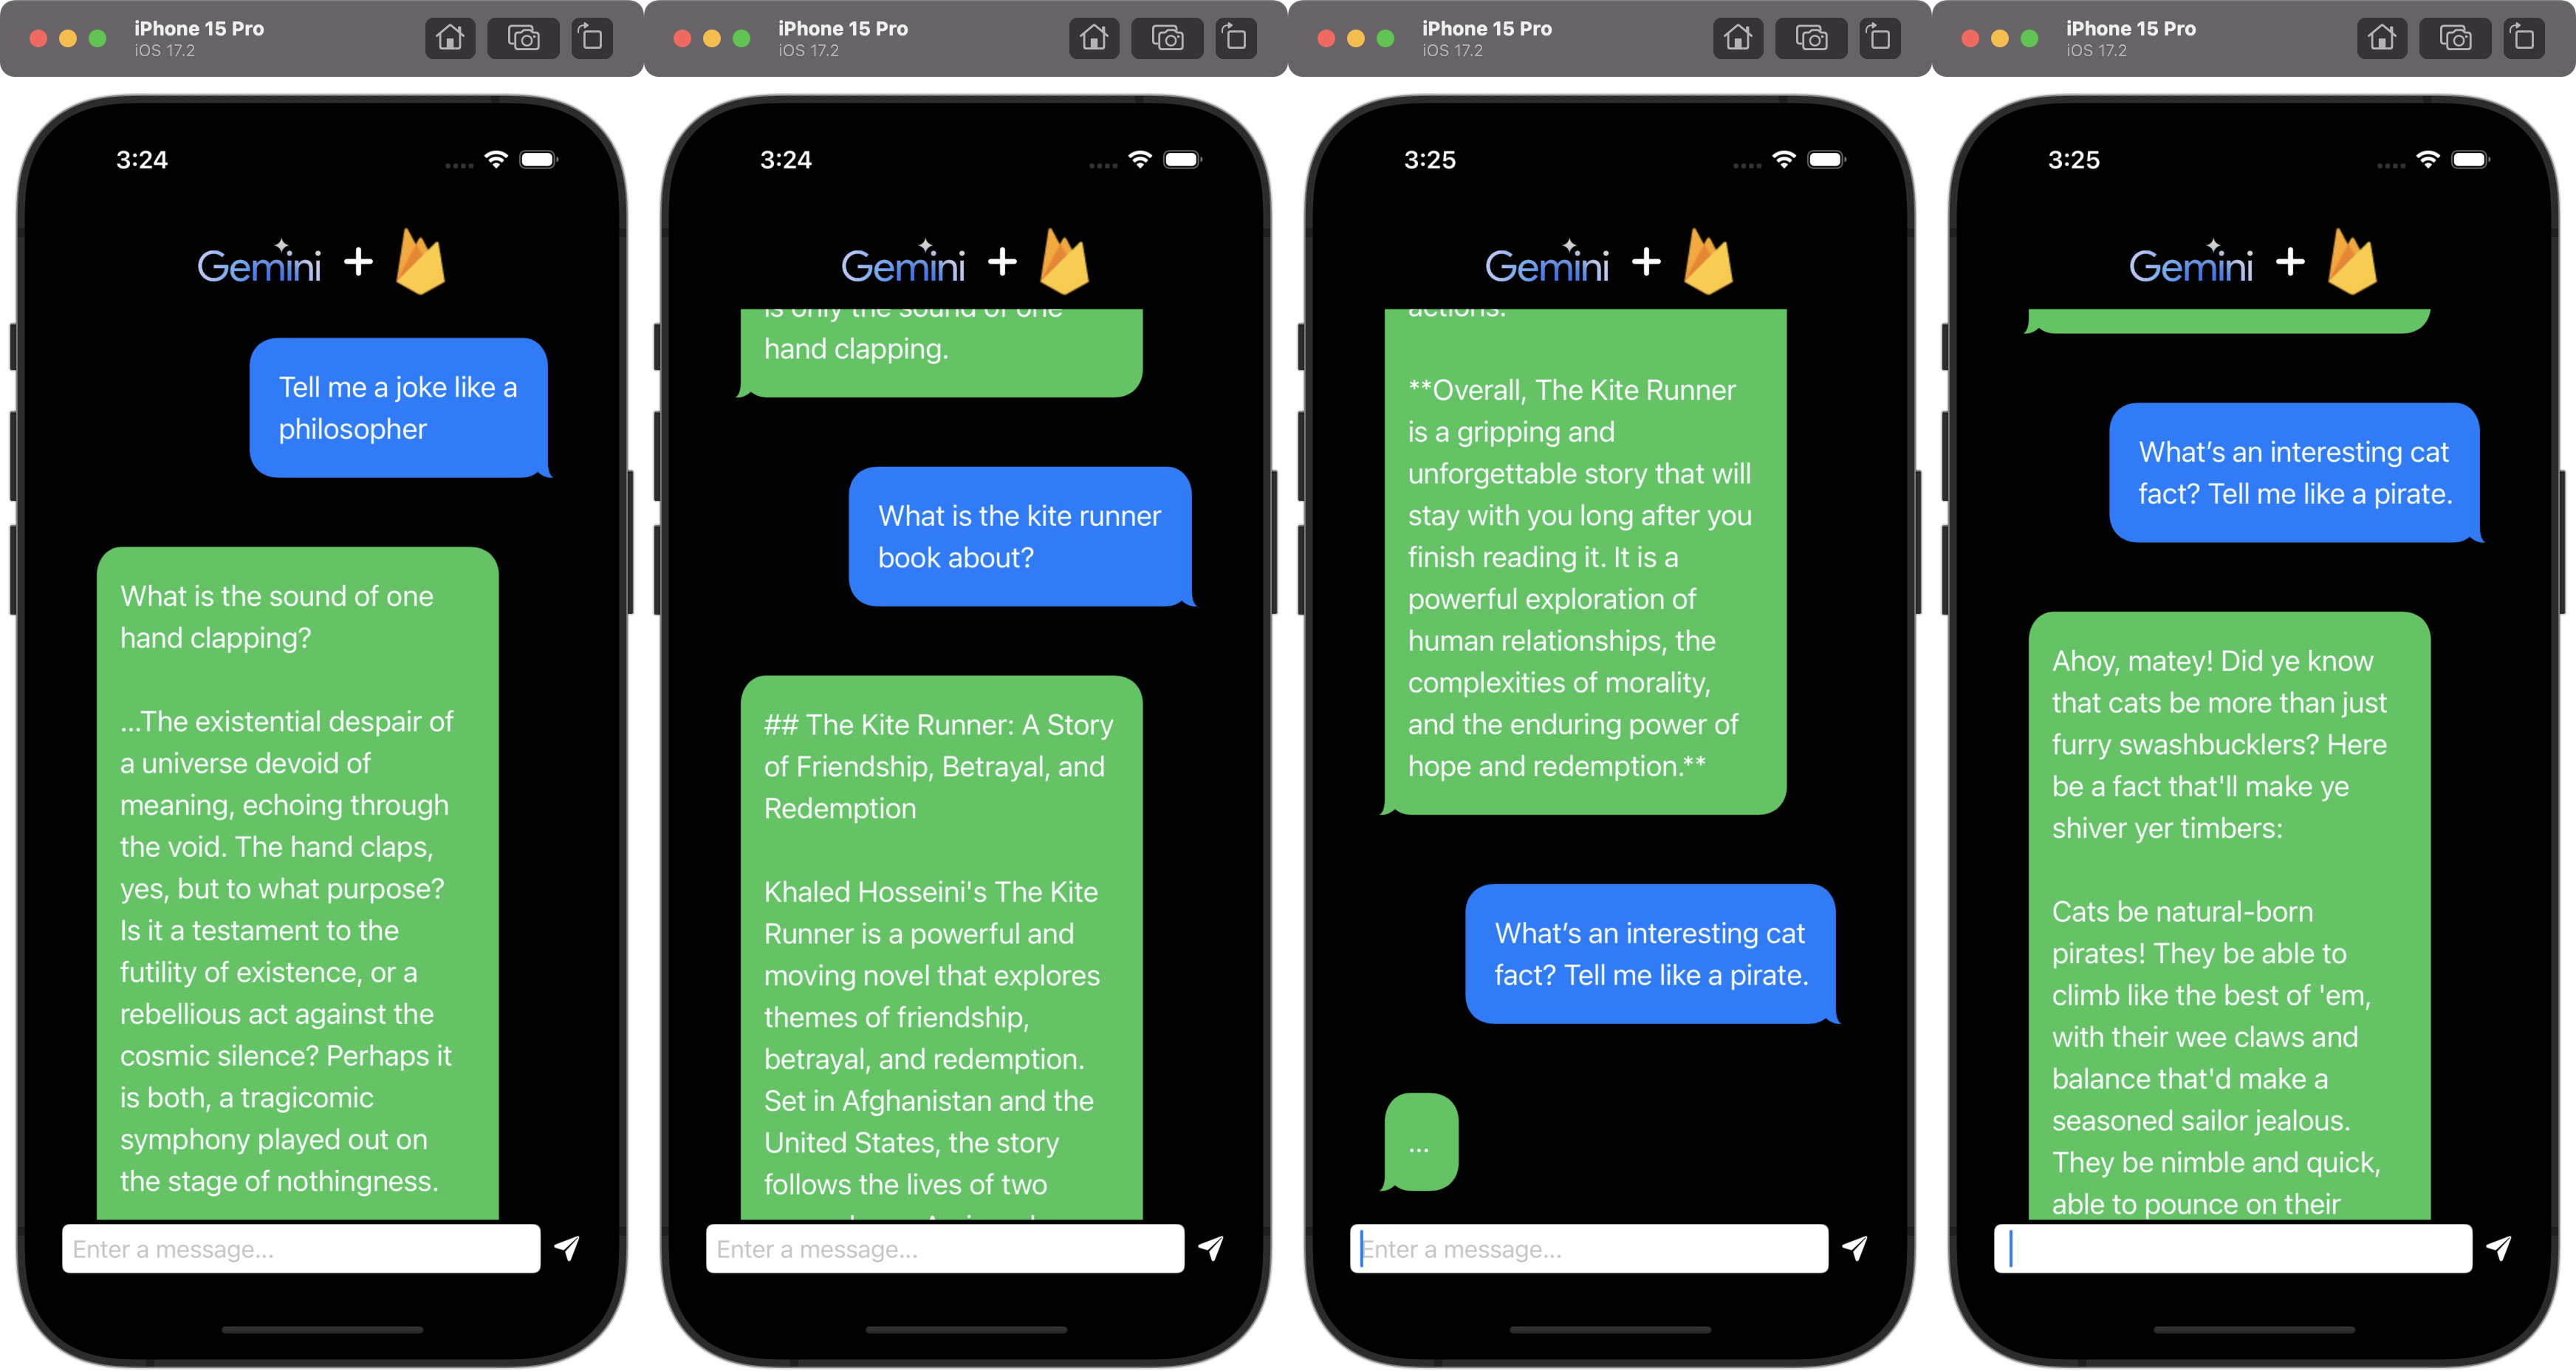 iPhone 15 Pro
iOS 17.2
3:24
Gemini +
Tell me a joke like a
philosopher
What is the sound of one
hand clapping?
...The existential despair of
a universe devoid of
meaning, echoing through
the void. The hand claps,
yes, but to what purpose?
Is it a testament to the
futility of existence, or a
rebellious act against the
cosmic silence? Perhaps it
is both, a tragicomic
symphony played out on
the stage of nothingness.
Enter a message...
iPhone 15 Pro
iOS 17.2
3:24
Gemini +
is only the sound of one
hand clapping.
What is the kite runner
book about?
## The Kite Runner: A Story
of Friendship, Betrayal, and
Redemption
Khaled Hosseini's The Kite
Runner is a powerful and
moving novel that explores
themes of friendship,
betrayal, and redemption.
Set in Afghanistan and the
United States, the story
follows the lives of two
Enter a message...
iPhone 15 Pro
iOS 17.2
3:25
Gemini +
actions.
**Overall, The Kite Runner
is a gripping and
unforgettable story that will
stay with you long after you
finish reading it. It is a
powerful exploration of
human relationships, the
complexities of morality,
and the enduring power of
hope and redemption.**
What’s an interesting cat
fact? Tell me like a pirate.
...
Enter a message...
iPhone 15 Pro
iOS 17.2
3:25
Gemini +
What’s an interesting cat
fact? Tell me like a pirate.
Ahoy, matey! Did ye know
that cats be more than just
furry swashbucklers? Here
be a fact that'll make ye
shiver yer timbers:
Cats be natural-born
pirates! They be able to
climb like the best of 'em,
with their wee claws and
balance that'd make a
seasoned sailor jealous.
They be nimble and quick,
able to pounce on their